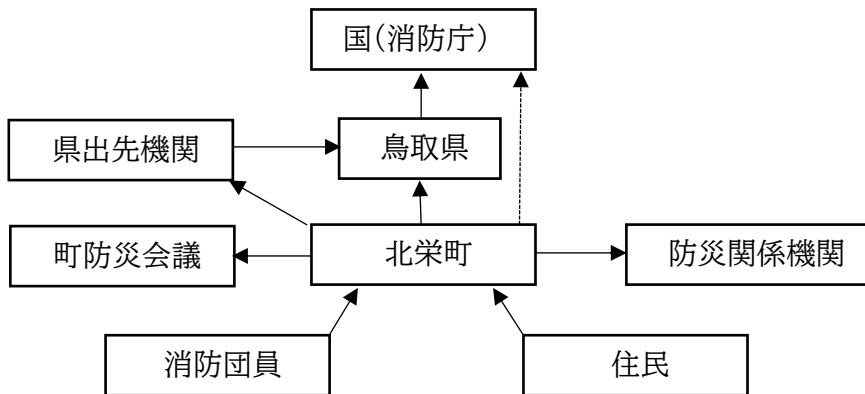 国(消防庁)
県出先機関
鳥取県
町防災会議
北栄町
防災関係機関
消防団員
住民